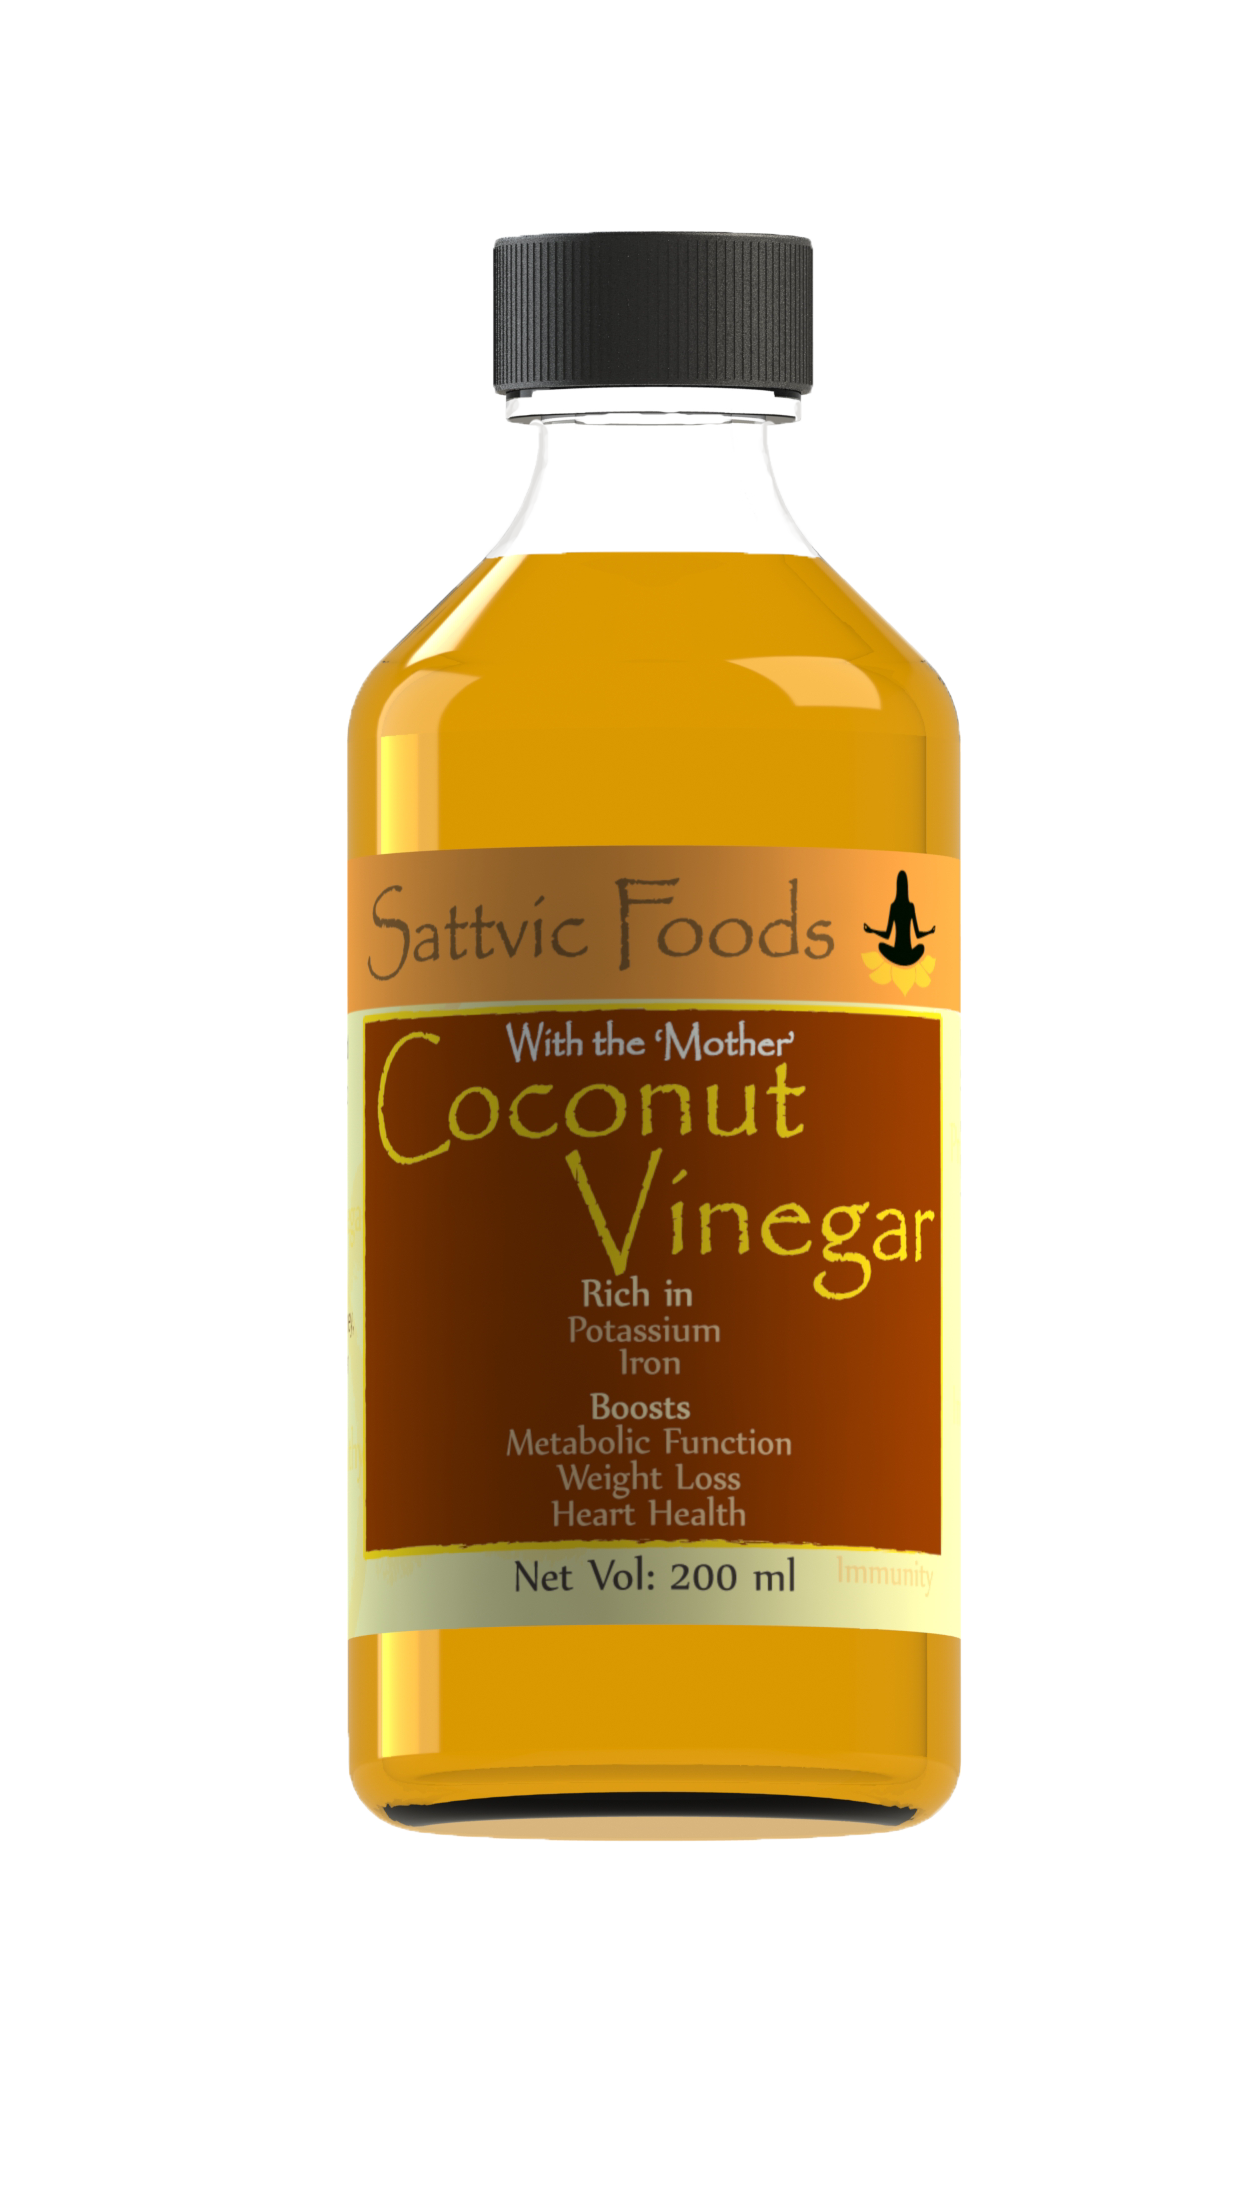 Sattvic Foods
With the ‘Mother’
Coconut
Vinegar
Rich in
Potassium
Iron
Boosts
Metabolic Function
Weight Loss
Heart Health
Net Vol: 200 ml
Immunity